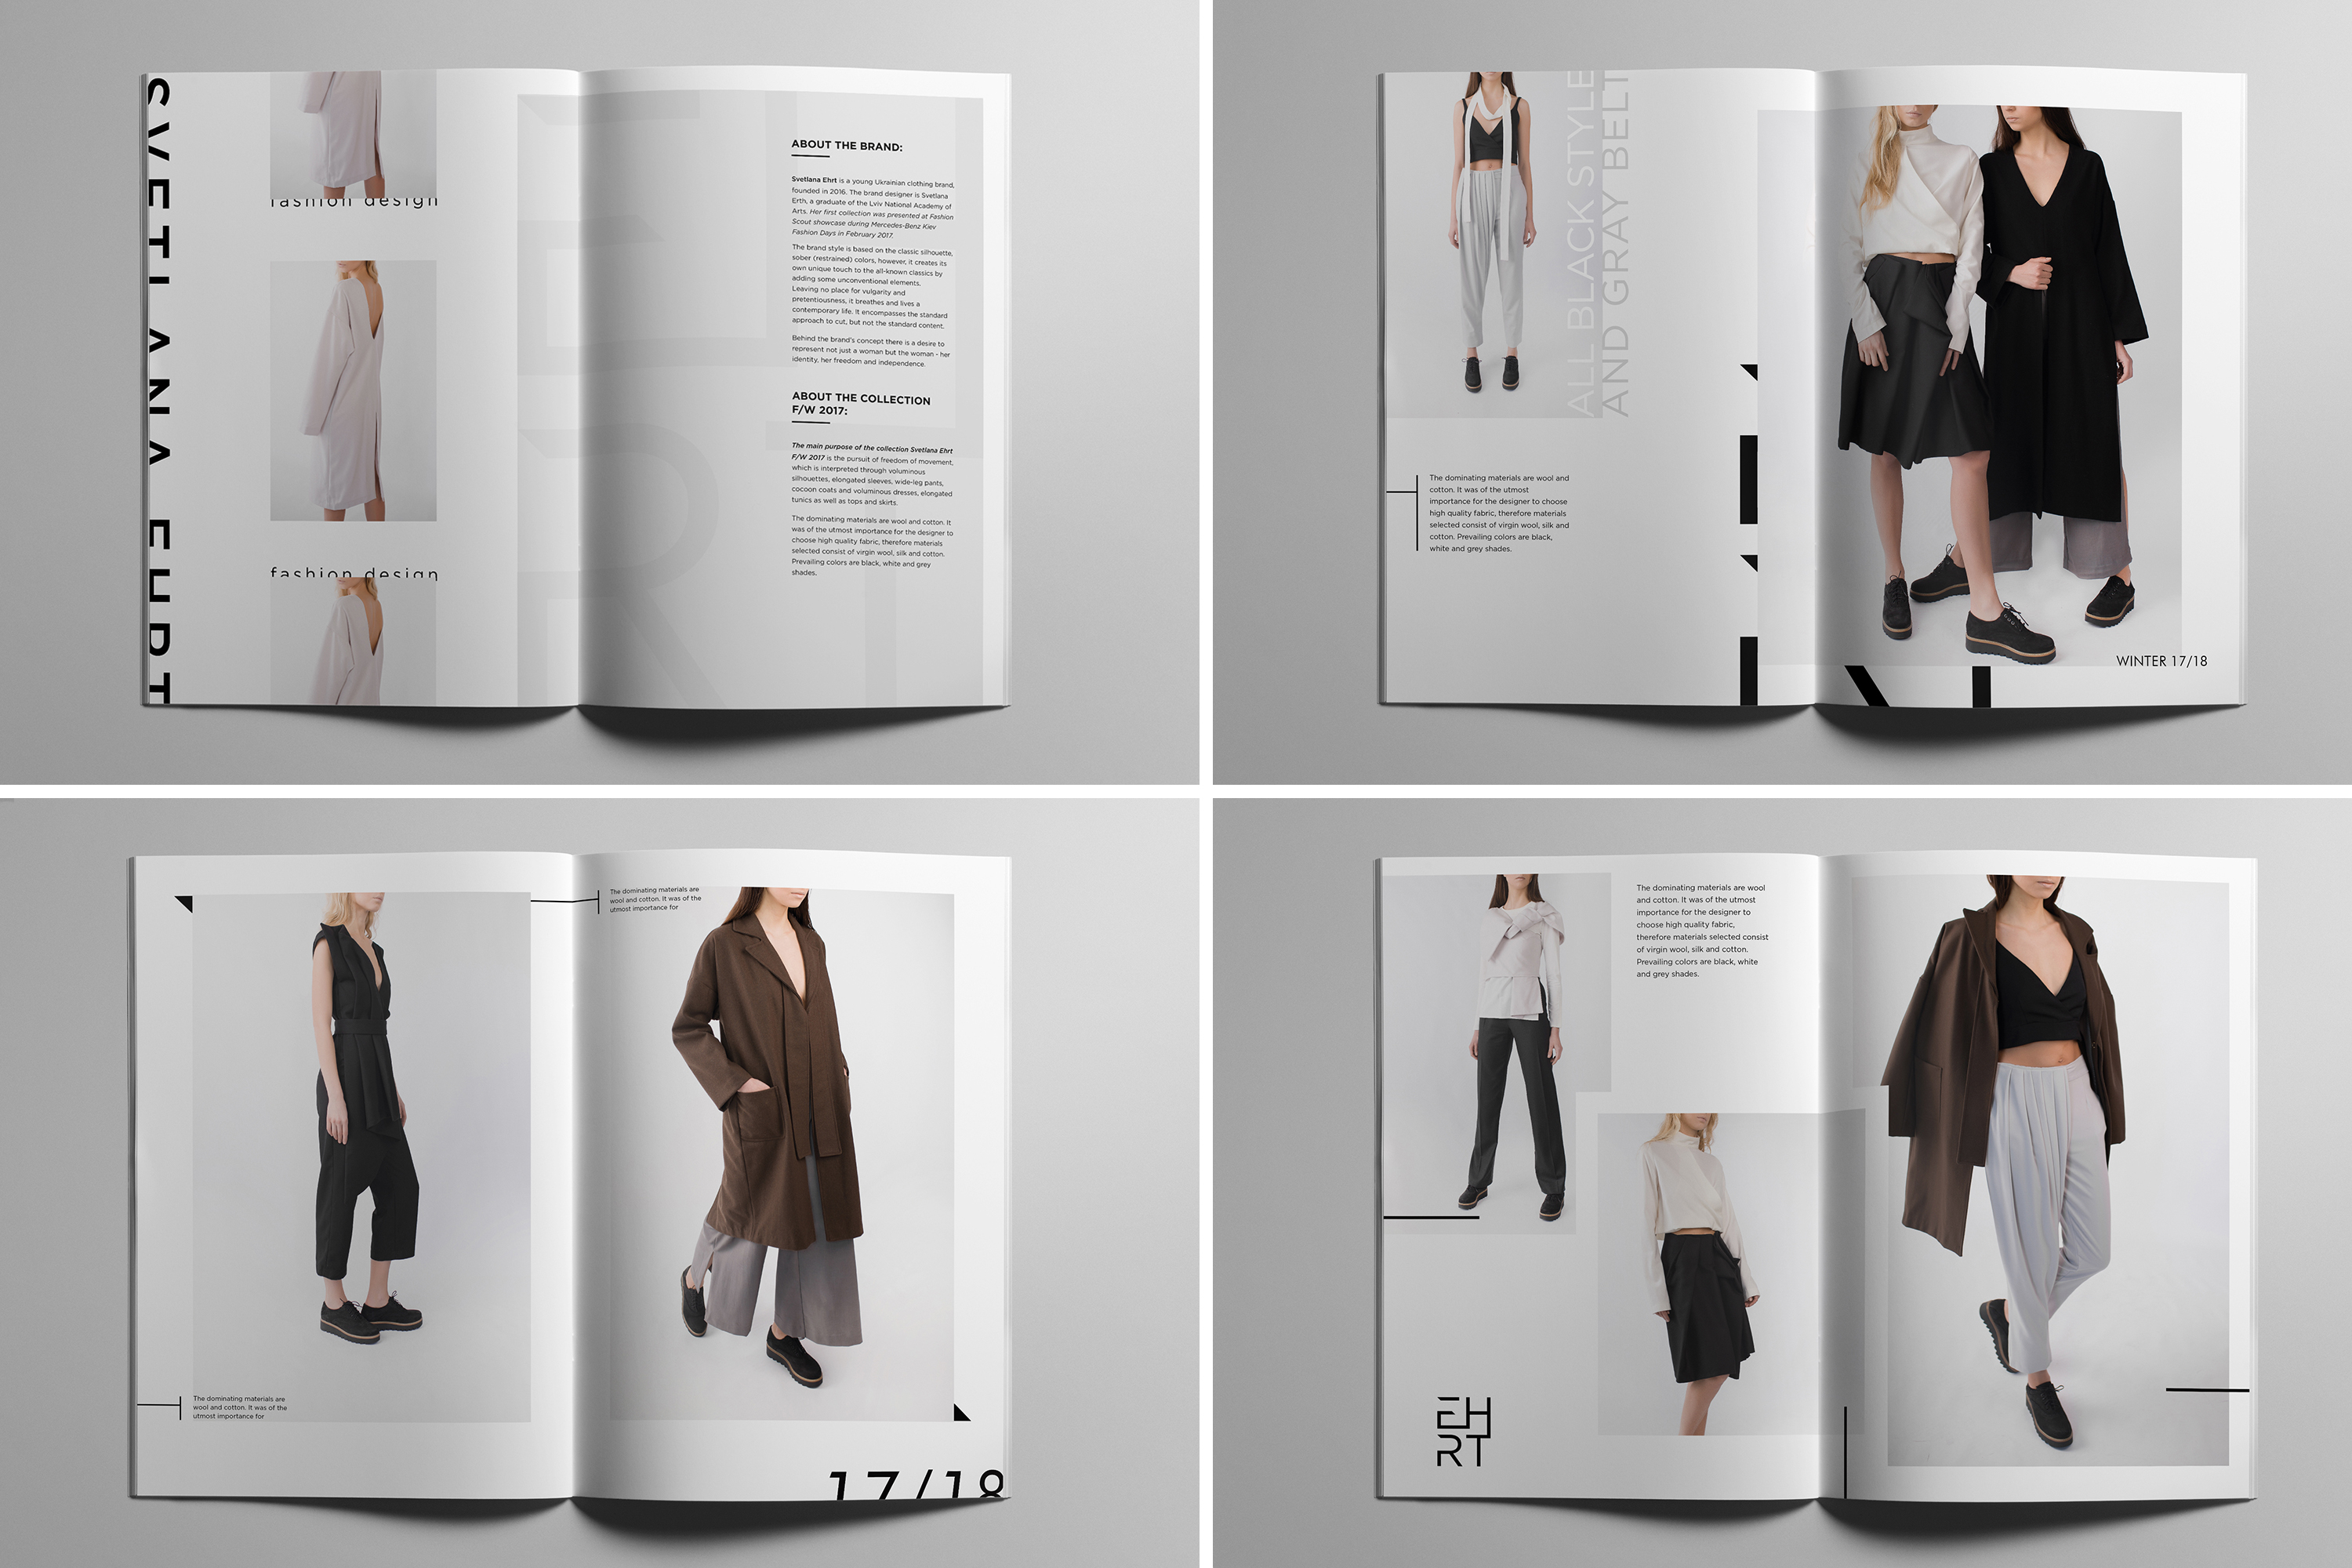 SVETLANA EHRT
fashion design
fashion design
ABOUT THE BRAND:
Svetlana Ehrt is a young Ukrainian clothing brand,
founded in 2016. The brand designer is Svetlana
Erth, a graduate of the Lviv National Academy of
Arts. Her first collection was presented at Fashion
Scout showcase during Mercedes-Benz Kiev
Fashion Days in February 2017.
The brand style is based on the classic silhouette,
sober (restrained) colors, however, it creates its
own unique touch to the all-known classics by
adding some unconventional elements.
Leaving no place for vulgarity and
pretentiousness, it breathes and lives a
contemporary life. It encompasses the standard
approach to cut, but not the standard content.
Behind the brand's concept there is a desire to
represent not just a woman but the woman - her
identity, her freedom and independence.
ABOUT THE COLLECTION
F/W 2017:
The main purpose of the collection Svetlana Ehrt
F/W 2017 is the pursuit of freedom of movement,
which is interpreted through voluminous
silhouettes, elongated sleeves, wide-leg pants,
cocoon coats and voluminous dresses, elongated
tunics as well as tops and skirts.
The dominating materials are wool and cotton. It
was of the utmost importance for the designer to
choose high quality fabric, therefore materials
selected consist of virgin wool, silk and cotton.
Prevailing colors are black, white and grey
shades.
ALL BLACK STYLE
AND GRAY BELT
The dominating materials are wool and
cotton. It was of the utmost
importance for the designer to choose
high quality fabric, therefore materials
selected consist of virgin wool, silk and
cotton. Prevailing colors are black,
white and grey shades.
WINTER 17/18
The dominating materials are
wool and cotton. It was of the
utmost importance for
The dominating materials are
wool and cotton. It was of the
utmost importance for
17/18
The dominating materials are wool
and cotton. It was of the utmost
importance for the designer to
choose high quality fabric,
therefore materials selected consist
of virgin wool, silk and cotton.
Prevailing colors are black, white
and grey shades.
EH
RT